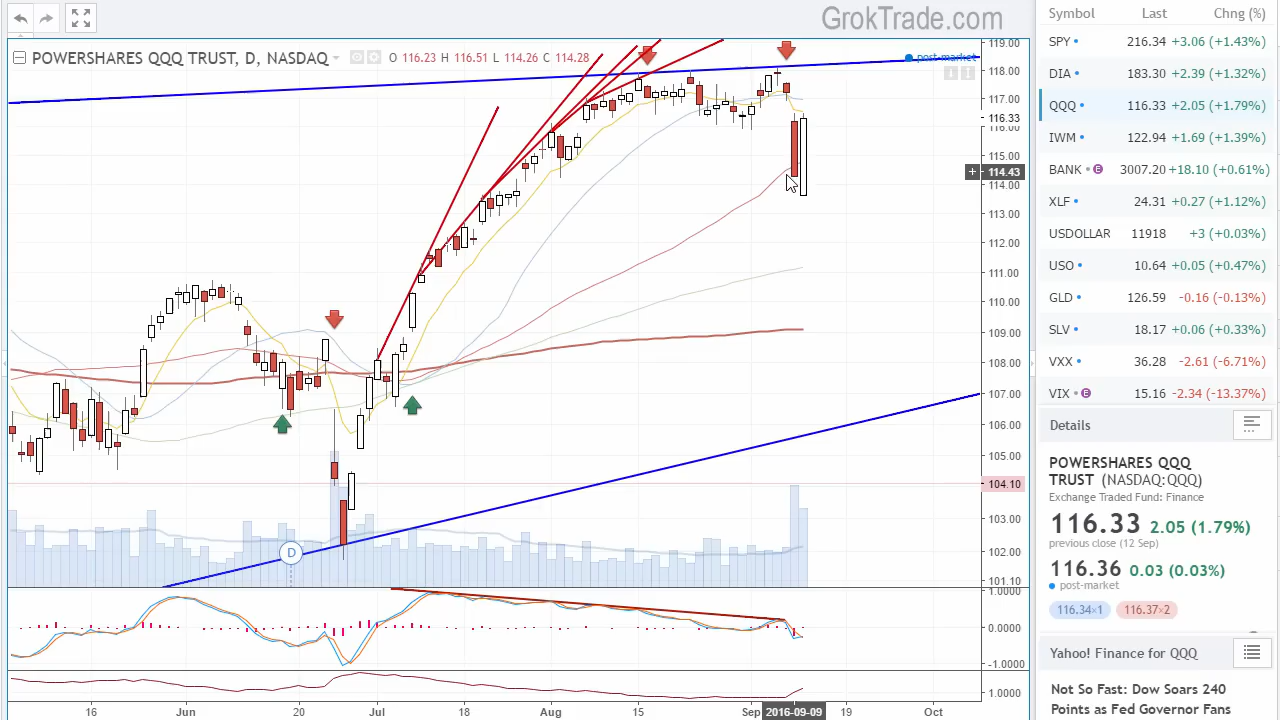 GrokTrade.com
POWERSHARES QQQ TRUST, D, NASDAQ O 116.23 H 116.51 L 114.26 C 114.28
post-market
119.00
118.00
117.00
116.33
116.00
115.00
114.43
114.00
113.00
112.00
111.00
110.00
109.00
108.00
107.00
106.00
105.00
104.10
103.00
102.00
101.10
D
1.0000
0.0000
-1.0000
1.0000
16 Jun 20 Jul 18 Aug 15 Sep 2016-09-09 19 Oct
Symbol Last Chng (%)
SPY 216.34 +3.06 (+1.43%)
DIA 183.30 +2.39 (+1.32%)
QQQ 116.33 +2.05 (+1.79%)
IWM 122.94 +1.69 (+1.39%)
BANK E 3007.20 +18.10 (+0.61%)
XLF 24.31 +0.27 (+1.12%)
USDOLLAR 11918 +3 (+0.03%)
USO 10.64 +0.05 (+0.47%)
GLD 126.59 -0.16 (-0.13%)
SLV 18.17 +0.06 (+0.33%)
VXX 36.28 -2.61 (-6.71%)
VIX E 15.16 -2.34 (-13.37%)
Details
POWERSHARES QQQ
TRUST (NASDAQ:QQQ)
Exchange Traded Fund: Finance
116.33 2.05 (1.79%)
previous close (12 Sep)
116.36 0.03 (0.03%)
post-market
116.34×1 116.37×2
Yahoo! Finance for QQQ
Not So Fast: Dow Soars 240
Points as Fed Governor Fans